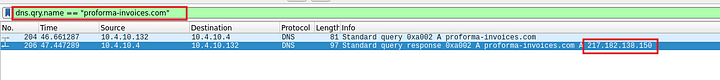 dns.qry.name == "proforma-invoices.com"
No. Time Source Destination Protocol Length Info
204 46.661287 10.4.10.132 10.4.10.4 DNS 81 Standard query 0xa002 A proforma-invoices.com
206 47.447289 10.4.10.4 10.4.10.132 DNS 97 Standard query response 0xa002 A proforma-invoices.com A 217.182.138.150